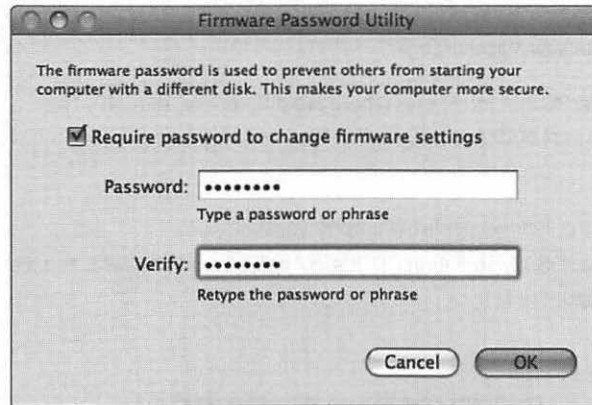 Firmware Password Utility
The firmware password is used to prevent others from starting your
computer with a different disk. This makes your computer more secure.
Require password to change firmware settings
Password: ••••••••
Type a password or phrase
Verify: ••••••••
Retype the password or phrase
Cancel OK